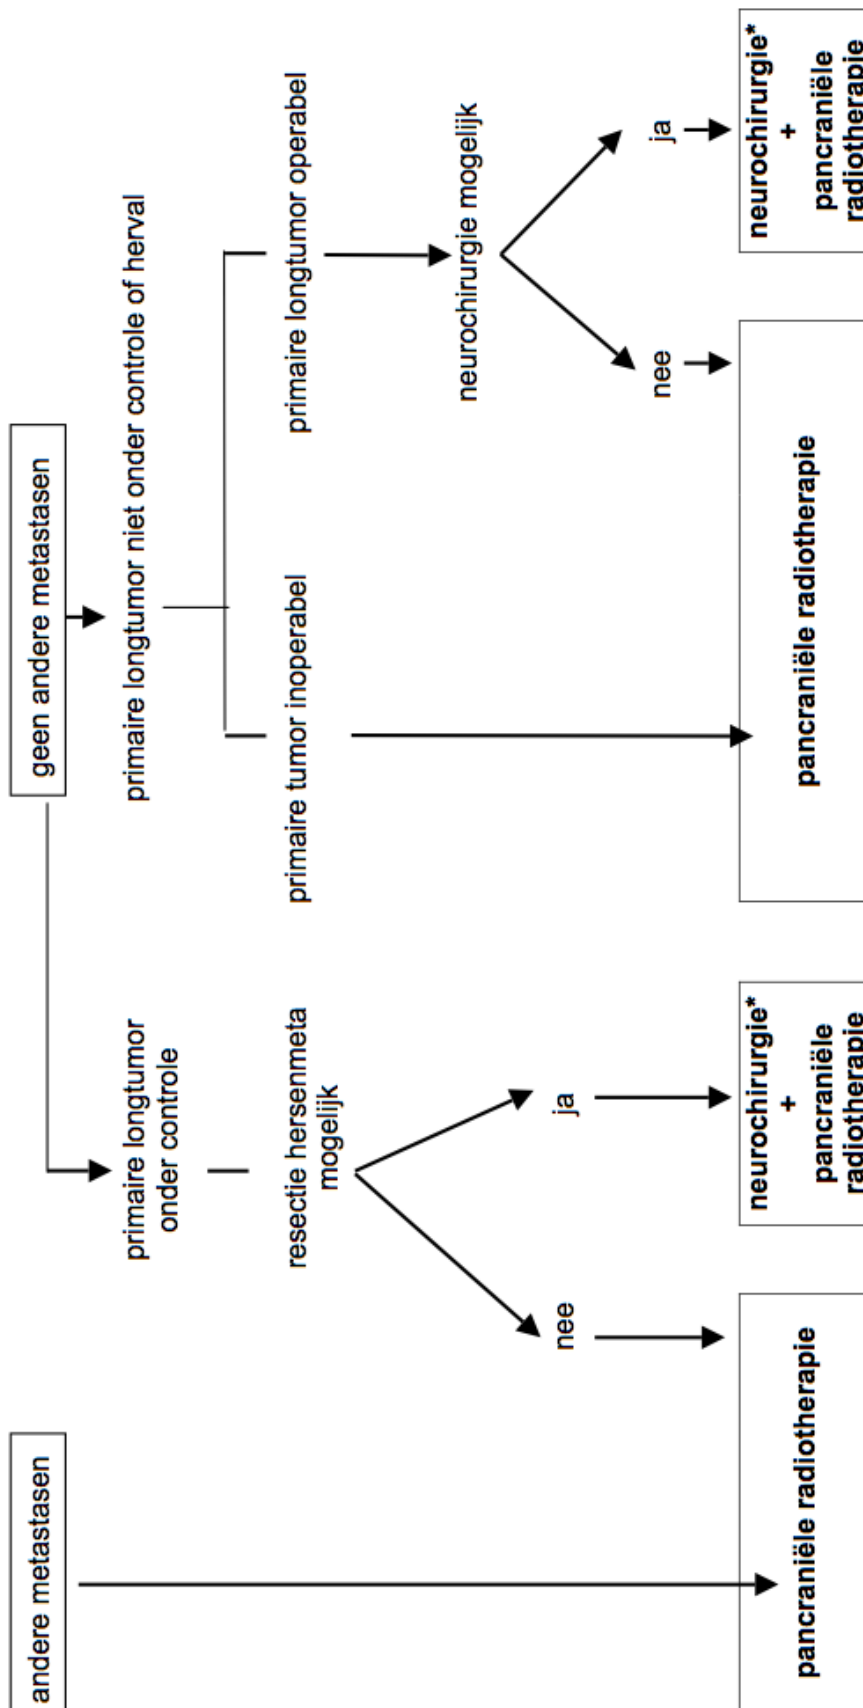 andere metastasen
geen andere metastasen
primaire longtumor
onder controle
primaire longtumor niet onder controle of herval
resectie hersenmeta
mogelijk
primaire tumor inoperabel
primaire longtumor operabel
neurochirurgie mogelijk
nee
ja
nee
ja
pancraniële radiotherapie
neurochirurgie*
+
pancraniële
radiotherapie
pancraniële radiotherapie
neurochirurgie*
+
pancraniële
radiotherapie